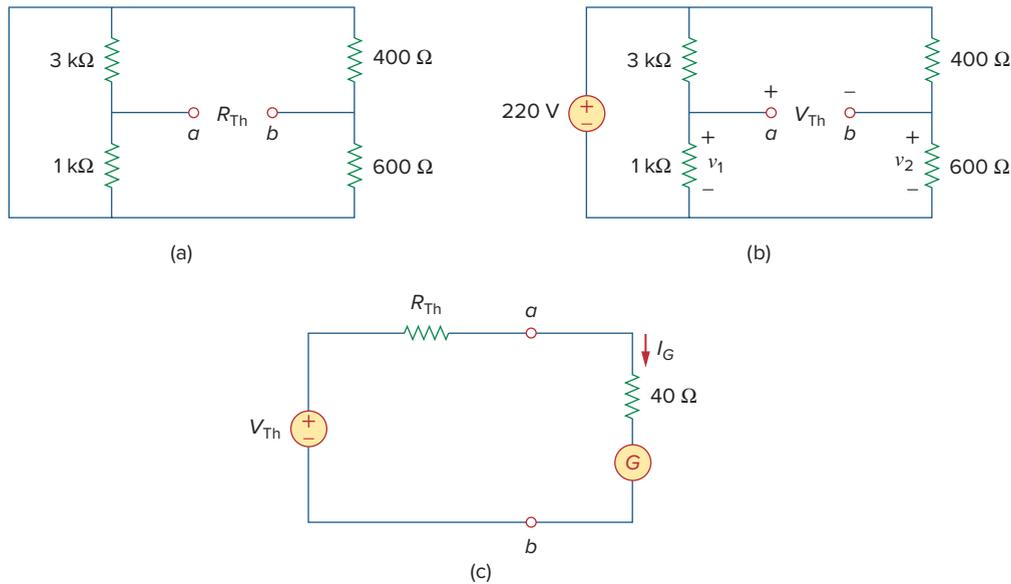 3 kΩ
400 Ω
R_Th
a
b
1 kΩ
600 Ω
(a)
3 kΩ
400 Ω
220 V
+
−
+
−
V_Th
a
b
1 kΩ
+
v_1
−
+
v_2
−
600 Ω
(b)
R_Th
a
I_G
40 Ω
V_Th
+
−
G
b
(c)